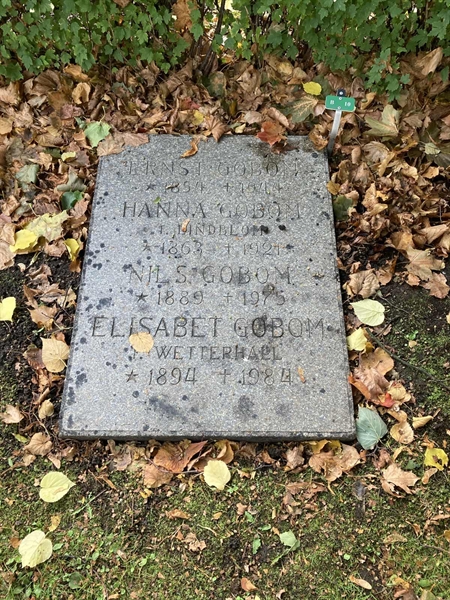 ERNST GOBOM
HANNA GOBOM
F. LINDBLOM
* 1863 + 1921
NILS GOBOM
* 1889 + 1975
ELISABET GOBOM
F. WETTERHALL
* 1894 + 1984